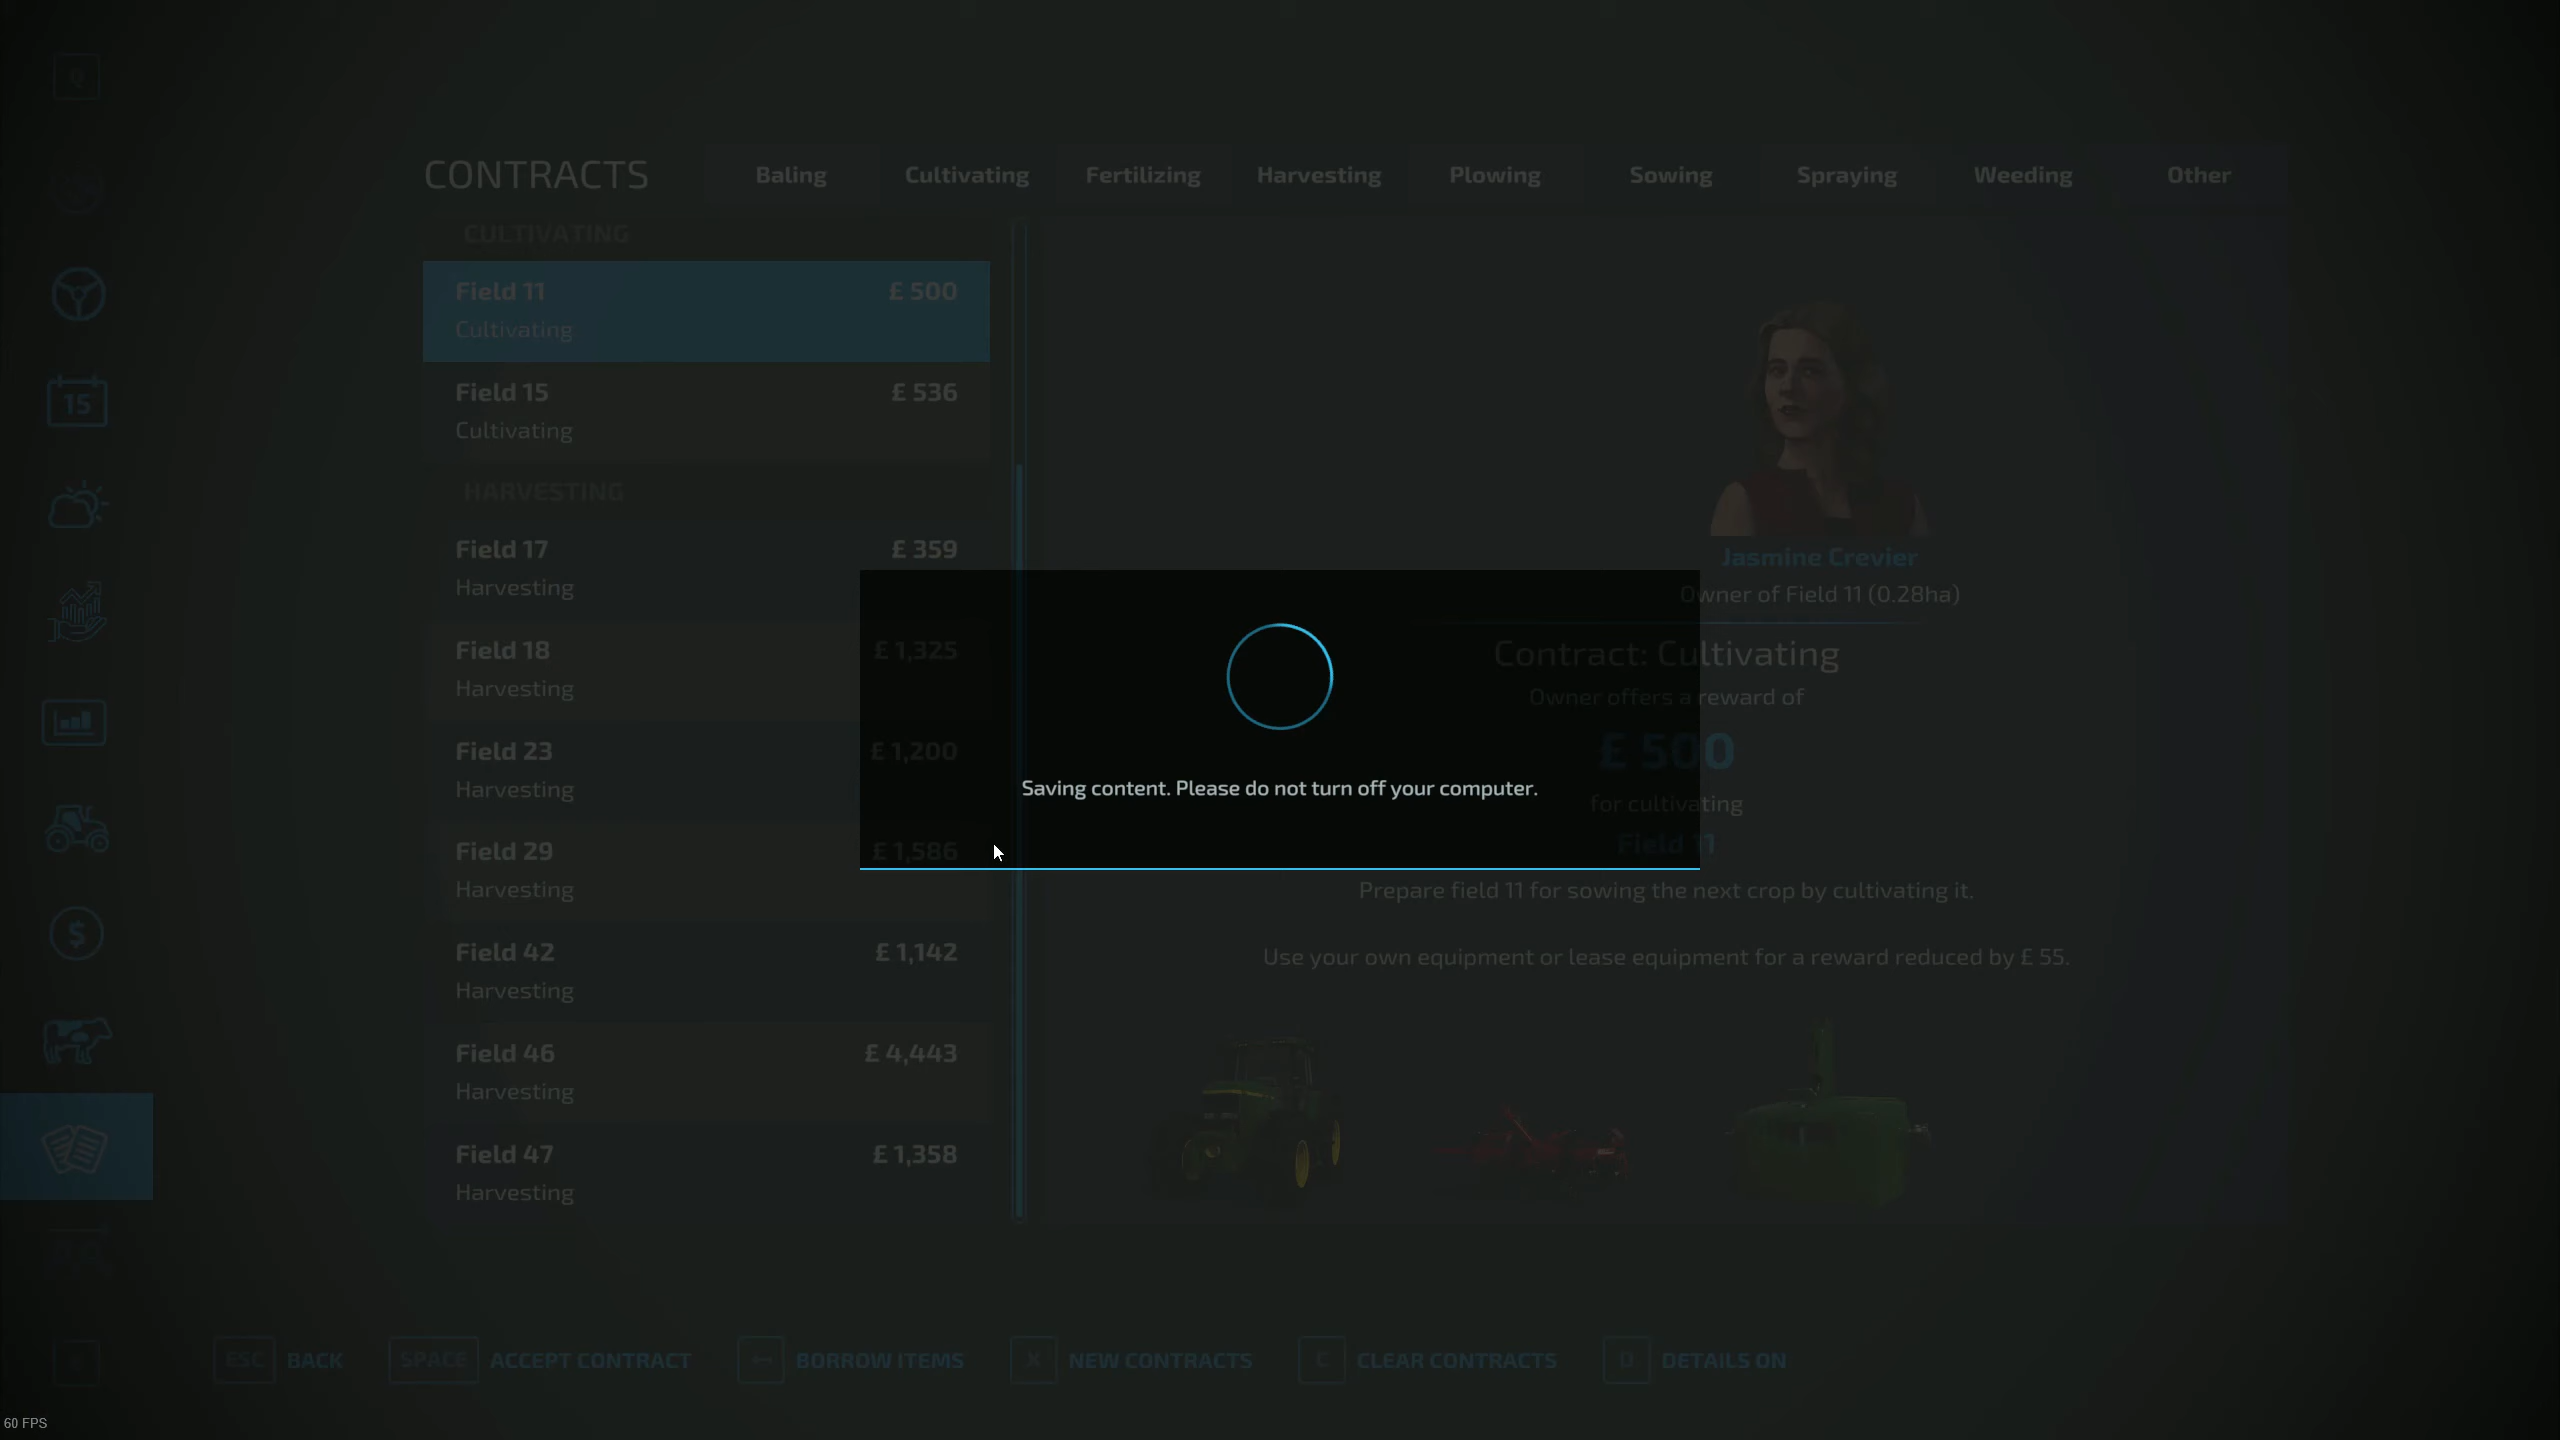 Q
CONTRACTS
Baling Cultivating Fertilizing Harvesting Plowing Sowing Spraying Weeding Other
CULTIVATING
Field 11 £ 500
Cultivating
Field 15 £ 536
Cultivating
HARVESTING
Field 17 £ 359
Harvesting
Field 18 £ 1,325
Harvesting
Field 23 £ 1,200
Harvesting
Field 29 £ 1,586
Harvesting
Field 42 £ 1,142
Harvesting
Field 46 £ 4,443
Harvesting
Field 47 £ 1,358
Harvesting
15
$
Jasmine Crevier
Owner of Field 11 (0.28ha)
Contract: Cultivating
Owner offers a reward of
£ 500
for cultivating
Field 11
Prepare field 11 for sowing the next crop by cultivating it.
Use your own equipment or lease equipment for a reward reduced by £ 55.
Saving content. Please do not turn off your computer.
ESC BACK SPACE ACCEPT CONTRACT BORROW ITEMS X NEW CONTRACTS C CLEAR CONTRACTS D DETAILS ON
60 FPS